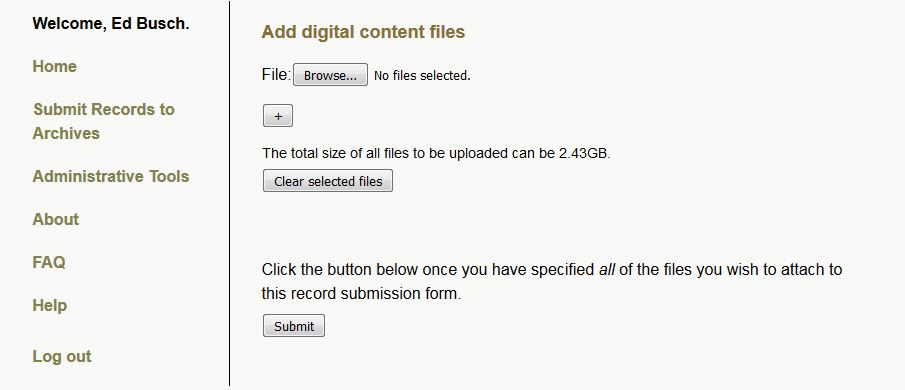 Welcome, Ed Busch.
Home
Submit Records to
Archives
Administrative Tools
About
FAQ
Help
Log out
Add digital content files
File: Browse... No files selected.
+
The total size of all files to be uploaded can be 2.43GB.
Clear selected files
Click the button below once you have specified all of the files you wish to attach to
this record submission form.
Submit